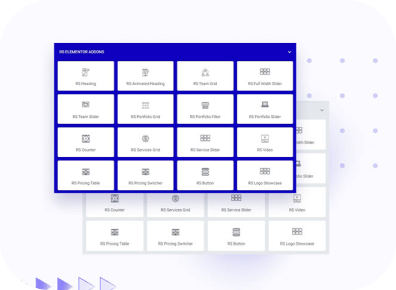 RS ELEMENTOR ADDONS
RS Heading
RS Animared Heading
RS Team Grid
RS Full Width Slider
RS Team Slider
RS Portfolio Grid
RS Portfolio Filter
RS Portfolio Slider
RS Counter
RS Services Grid
RS Service Slider
RS Video
RS Pricing Table
RS Pricing Switcher
RS Button
RS Logo Showcase
Width Slider
folio Slider
RS Counter
RS Services Grid
RS Service Slider
RS Video
RS Pricing Table
RS Pricing Switcher
RS Button
RS Logo Showcase